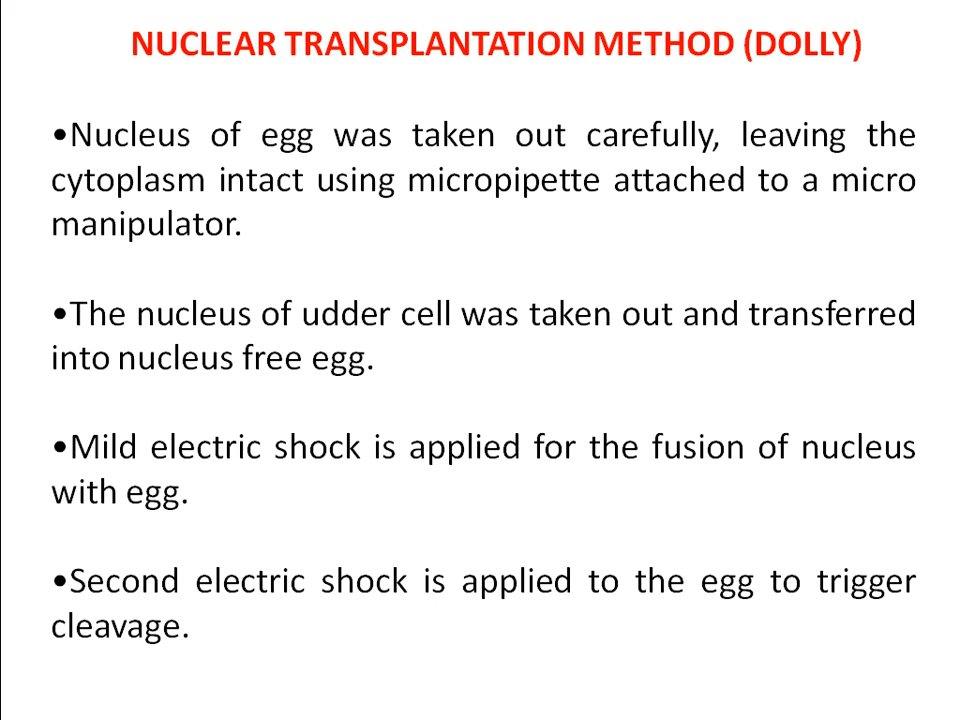 NUCLEAR TRANSPLANTATION METHOD (DOLLY)
•Nucleus of egg was taken out carefully, leaving the
cytoplasm intact using micropipette attached to a micro
manipulator.
•The nucleus of udder cell was taken out and transferred
into nucleus free egg.
•Mild electric shock is applied for the fusion of nucleus
with egg.
•Second electric shock is applied to the egg to trigger
cleavage.